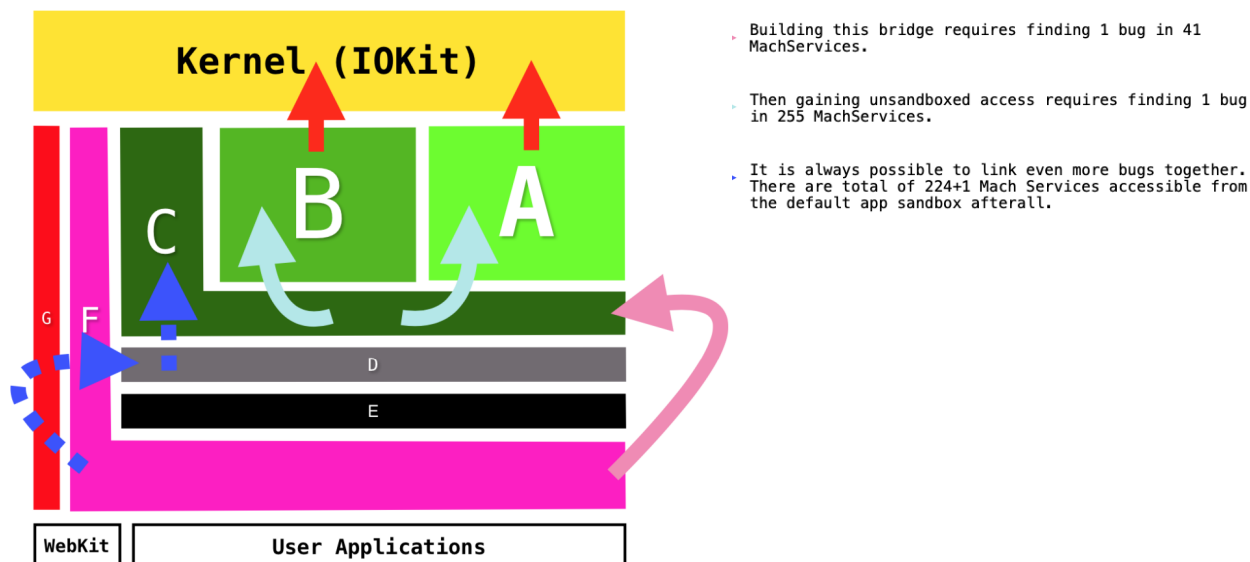 Kernel (IOKit)
G
F
C
B
A
D
E
WebKit
User Applications
Building this bridge requires finding 1 bug in 41
MachServices.
Then gaining unsandboxed access requires finding 1 bug
in 255 MachServices.
It is always possible to link even more bugs together.
There are total of 224+1 Mach Services accessible from
the default app sandbox afterall.